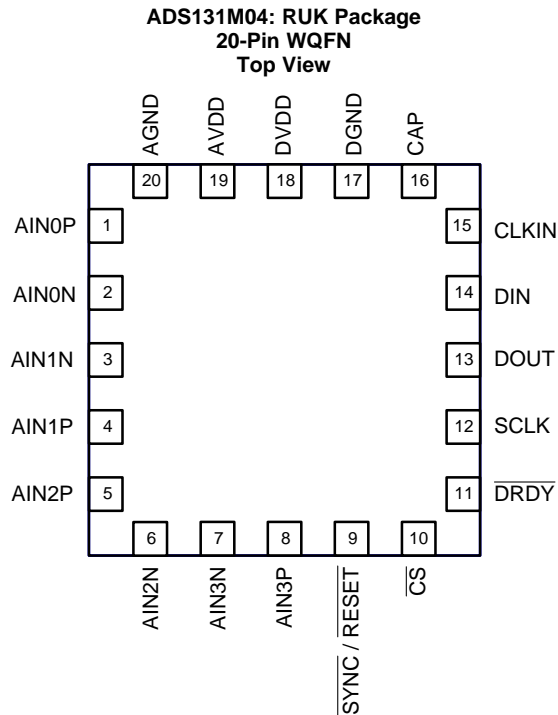 ADS131M04: RUK Package
20-Pin WQFN
Top View
AGND
AVDD
DVDD
DGND
CAP
20
19
18
17
16
AIN0P 1
15 CLKIN
AIN0N 2
14 DIN
AIN1N 3
13 DOUT
AIN1P 4
12 SCLK
AIN2P 5
11 DRDY
6
7
8
9
10
AIN2N
AIN3N
AIN3P
SYNC / RESET
CS